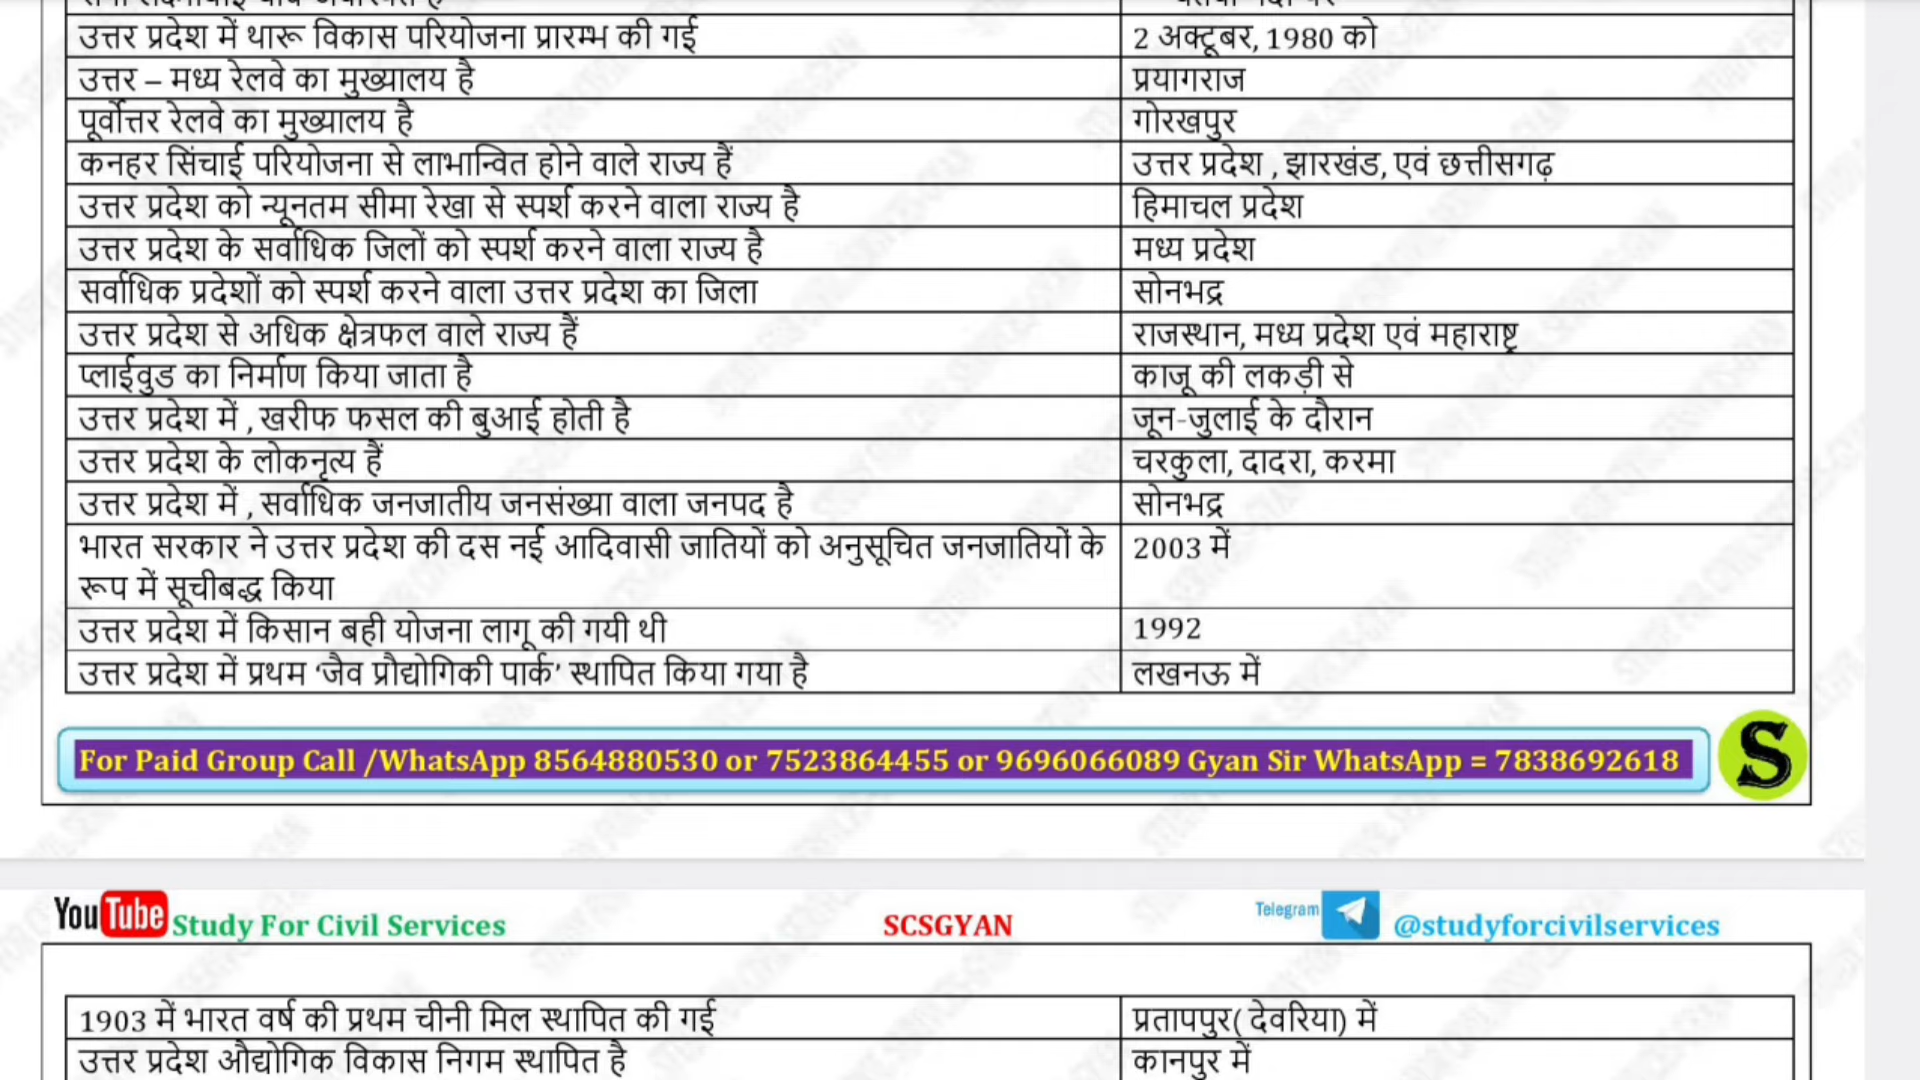 उत्तर प्रदेश में थारू विकास परियोजना प्रारम्भ की गई 2 अक्टूबर, 1980 को
उत्तर – मध्य रेलवे का मुख्यालय है प्रयागराज
पूर्वोत्तर रेलवे का मुख्यालय है गोरखपुर
कनहर सिंचाई परियोजना से लाभान्वित होने वाले राज्य हैं उत्तर प्रदेश , झारखंड, एवं छत्तीसगढ़
उत्तर प्रदेश को न्यूनतम सीमा रेखा से स्पर्श करने वाला राज्य है हिमाचल प्रदेश
उत्तर प्रदेश के सर्वाधिक जिलों को स्पर्श करने वाला राज्य है मध्य प्रदेश
सर्वाधिक प्रदेशों को स्पर्श करने वाला उत्तर प्रदेश का जिला सोनभद्र
उत्तर प्रदेश से अधिक क्षेत्रफल वाले राज्य हैं राजस्थान, मध्य प्रदेश एवं महाराष्ट्र
प्लाईवुड का निर्माण किया जाता है काजू की लकड़ी से
उत्तर प्रदेश में , खरीफ फसल की बुआई होती है जून-जुलाई के दौरान
उत्तर प्रदेश के लोकनृत्य हैं चरकुला, दादरा, करमा
उत्तर प्रदेश में , सर्वाधिक जनजातीय जनसंख्या वाला जनपद है सोनभद्र
भारत सरकार ने उत्तर प्रदेश की दस नई आदिवासी जातियों को अनुसूचित जनजातियों के 2003 में
रूप में सूचीबद्ध किया
उत्तर प्रदेश में किसान बही योजना लागू की गयी थी 1992
उत्तर प्रदेश में प्रथम ‘जैव प्रौद्योगिकी पार्क’ स्थापित किया गया है लखनऊ में
For Paid Group Call /WhatsApp 8564880530 or 7523864455 or 9696066089 Gyan Sir WhatsApp = 7838692618 S
YouTube Study For Civil Services SCSGYAN Telegram @studyforcivilservices
1903 में भारत वर्ष की प्रथम चीनी मिल स्थापित की गई प्रतापपुर( देवरिया) में
उत्तर प्रदेश औद्योगिक विकास निगम स्थापित है कानपुर में